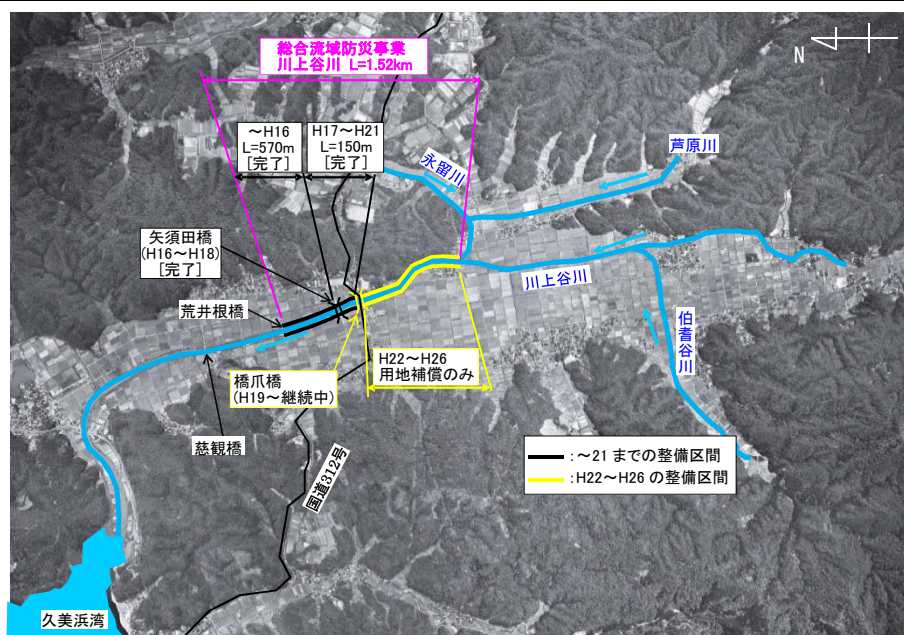 総合流域防災事業
川上谷川 L=1.52km
N
～H16
L=570m
[完了]
H17～H21
L=150m
[完了]
芦原川
永留川
矢須田橋
(H16～H18)
[完了]
川上谷川
荒井根橋
伯耆谷川
橋爪橋
(H19～継続中)
H22～H26
用地補償のみ
慈観橋
：～21 までの整備区間
：H22～H26 の整備区間
国道312号
久美浜湾